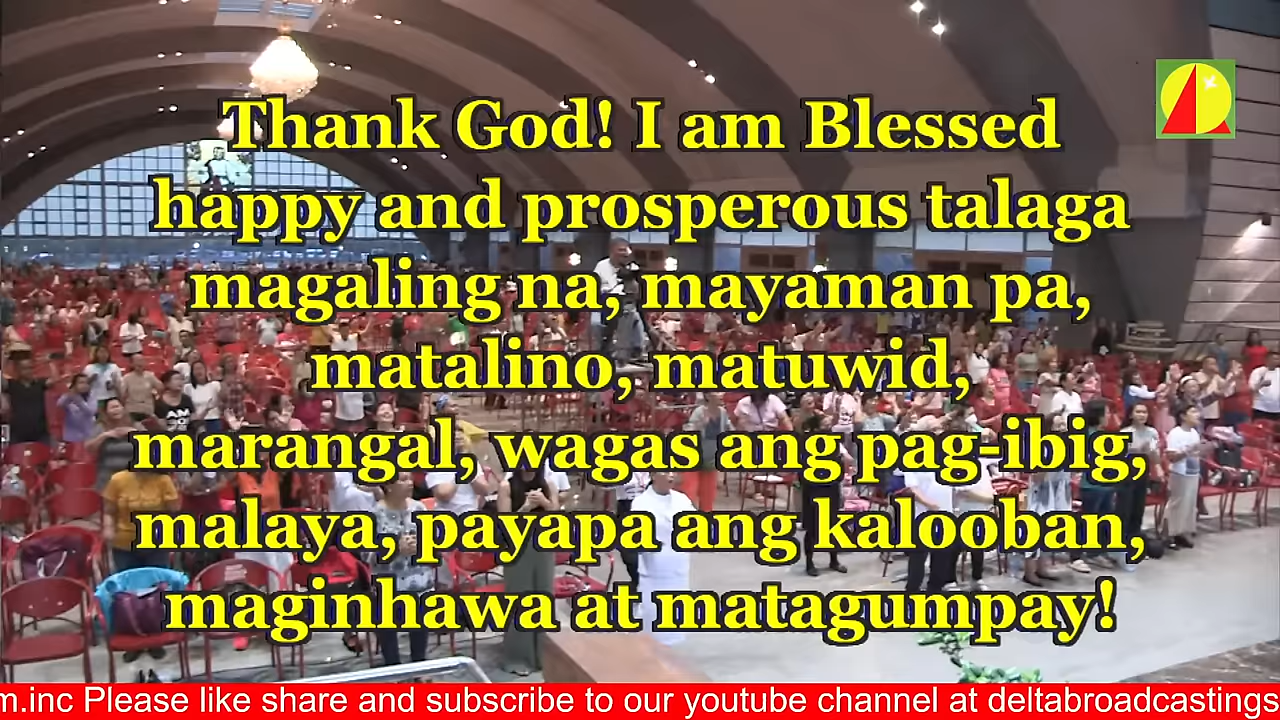 Thank God! I am Blessed
happy and prosperous talaga
magaling na, mayaman pa,
matalino, matuwid,
marangal, wagas ang pag-ibig,
malaya, payapa ang kalooban,
maginhawa at matagumpay!
m.inc Please like share and subscribe to our youtube channel at deltabroadcastings